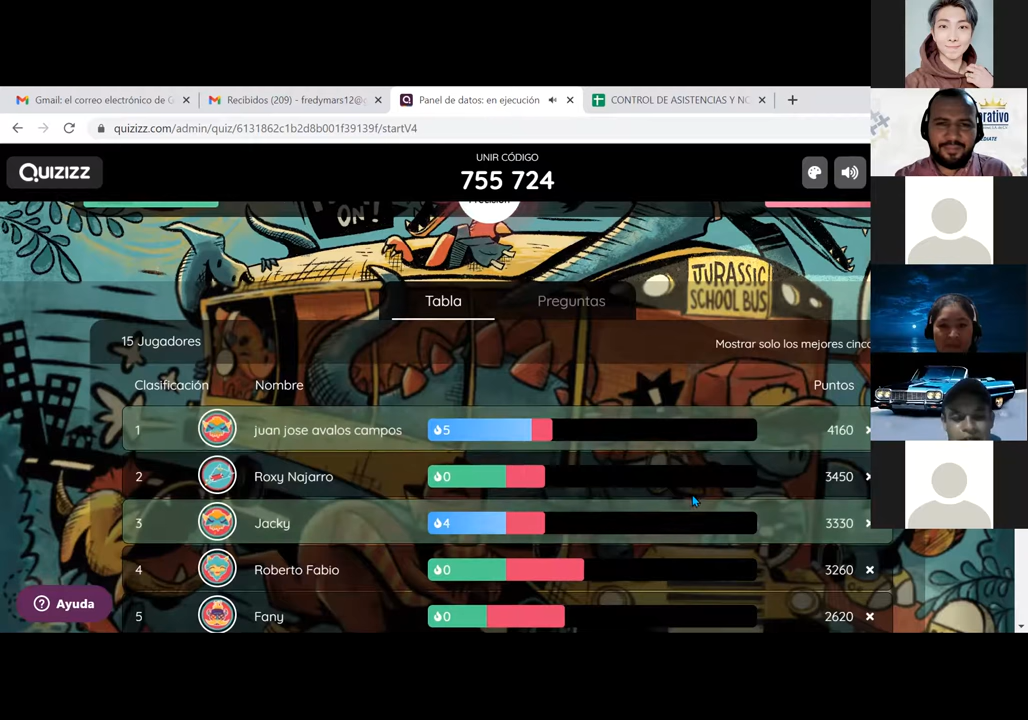 Gmail: el correo electrónico de G
Recibidos (209) - fredymars12@g
Panel de datos: en ejecución
CONTROL DE ASISTENCIAS Y NO
quizizz.com/admin/quiz/6131862c1b2d8b001f39139f/startV4
QUIZIZZ
UNIR CÓDIGO
755 724
ON!
Precisión
JURASSIC
SCHOOL BUS
Tabla
Preguntas
15 Jugadores
Mostrar solo los mejores cinco
Clasificación
Nombre
Puntos
1 juan jose avalos campos 5 4160
2 Roxy Najarro 0 3450
3 Jacky 4 3330
4 Roberto Fabio 0 3260
5 Fany 0 2620
Ayuda